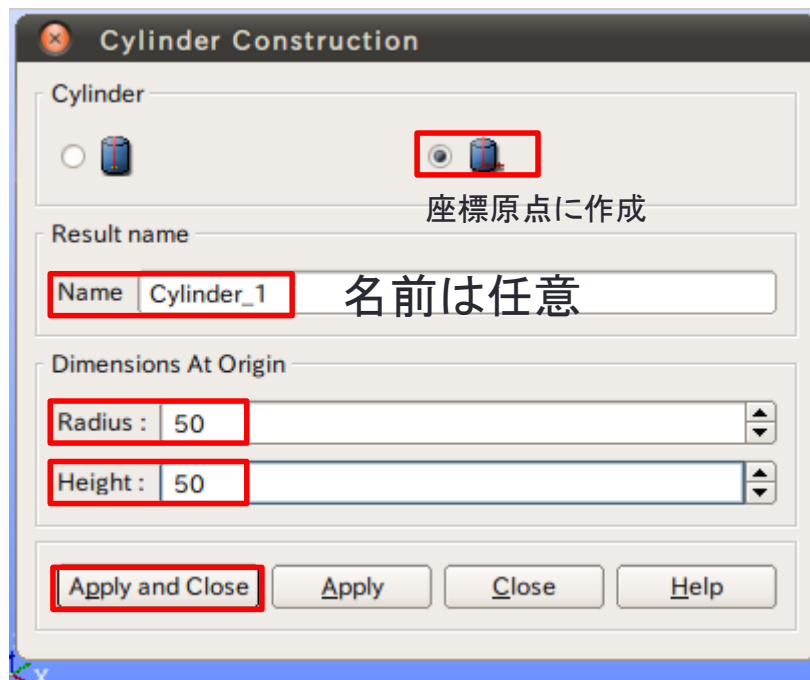 Cylinder Construction
Cylinder
座標原点に作成
Result name
Name Cylinder_1 名前は任意
Dimensions At Origin
Radius : 50
Height : 50
Apply and Close Apply Close Help
X